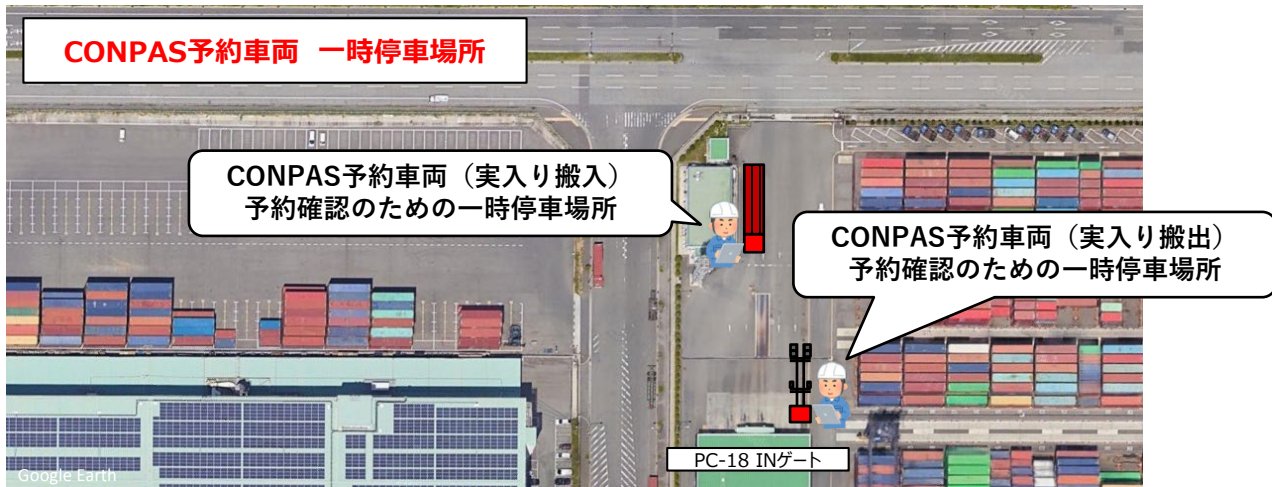 CONPAS予約車両 一時停車場所
CONPAS予約車両（実入り搬入）
予約確認のための一時停車場所
CONPAS予約車両（実入り搬出）
予約確認のための一時停車場所
PC-18 INゲート
Google Earth